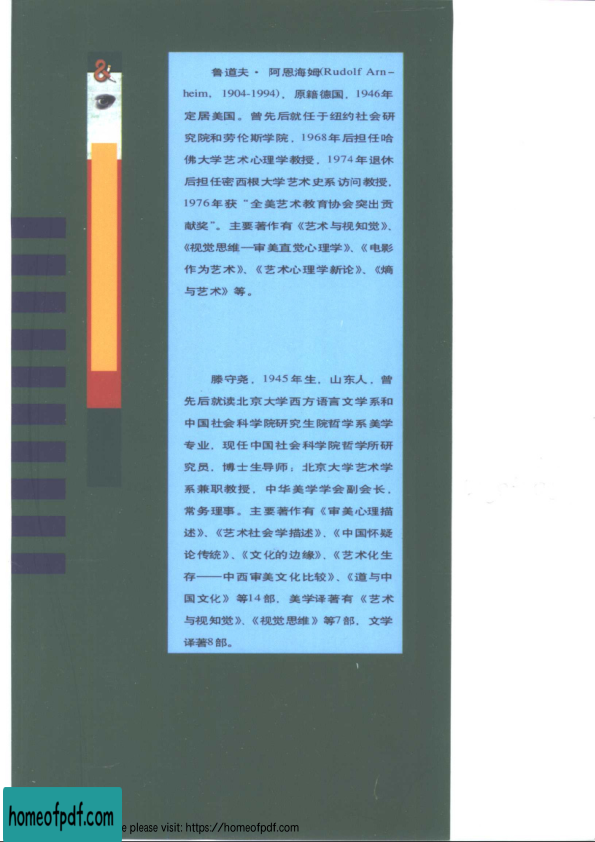 &
鲁道夫·阿恩海姆(Rudolf Arn-
heim, 1904-1994),原籍德国,1946年
定居美国。曾先后就任于纽约社会研
究院和劳伦斯学院,1968年后担任哈
佛大学艺术心理学教授,1974年退休
后担任密西根大学艺术史系访问教授,
1976年获“全美艺术教育协会突出贡
献奖”。主要著作有《艺术与视知觉》、
《视觉思维—审美直觉心理学》、《电影
作为艺术》、《艺术心理学新论》、《熵
与艺术》等。
滕守尧,1945年生,山东人,曾
先后就读北京大学西方语言文学系和
中国社会科学院研究生院哲学系美学
专业,现任中国社会科学院哲学所研
究员,博士生导师;北京大学艺术学
系兼职教授,中华美学学会副会长,
常务理事。主要著作有《审美心理描
述》、《艺术社会学描述》、《中国怀疑
论传统》、《文化的边缘》、《艺术化生
存——中西审美文化比较》、《道与中
国文化》等14部,美学译著有《艺术
与视知觉》、《视觉思维》等7部,文学
译著8部。
homeofpdf.com
e please visit: https://homeofpdf.com